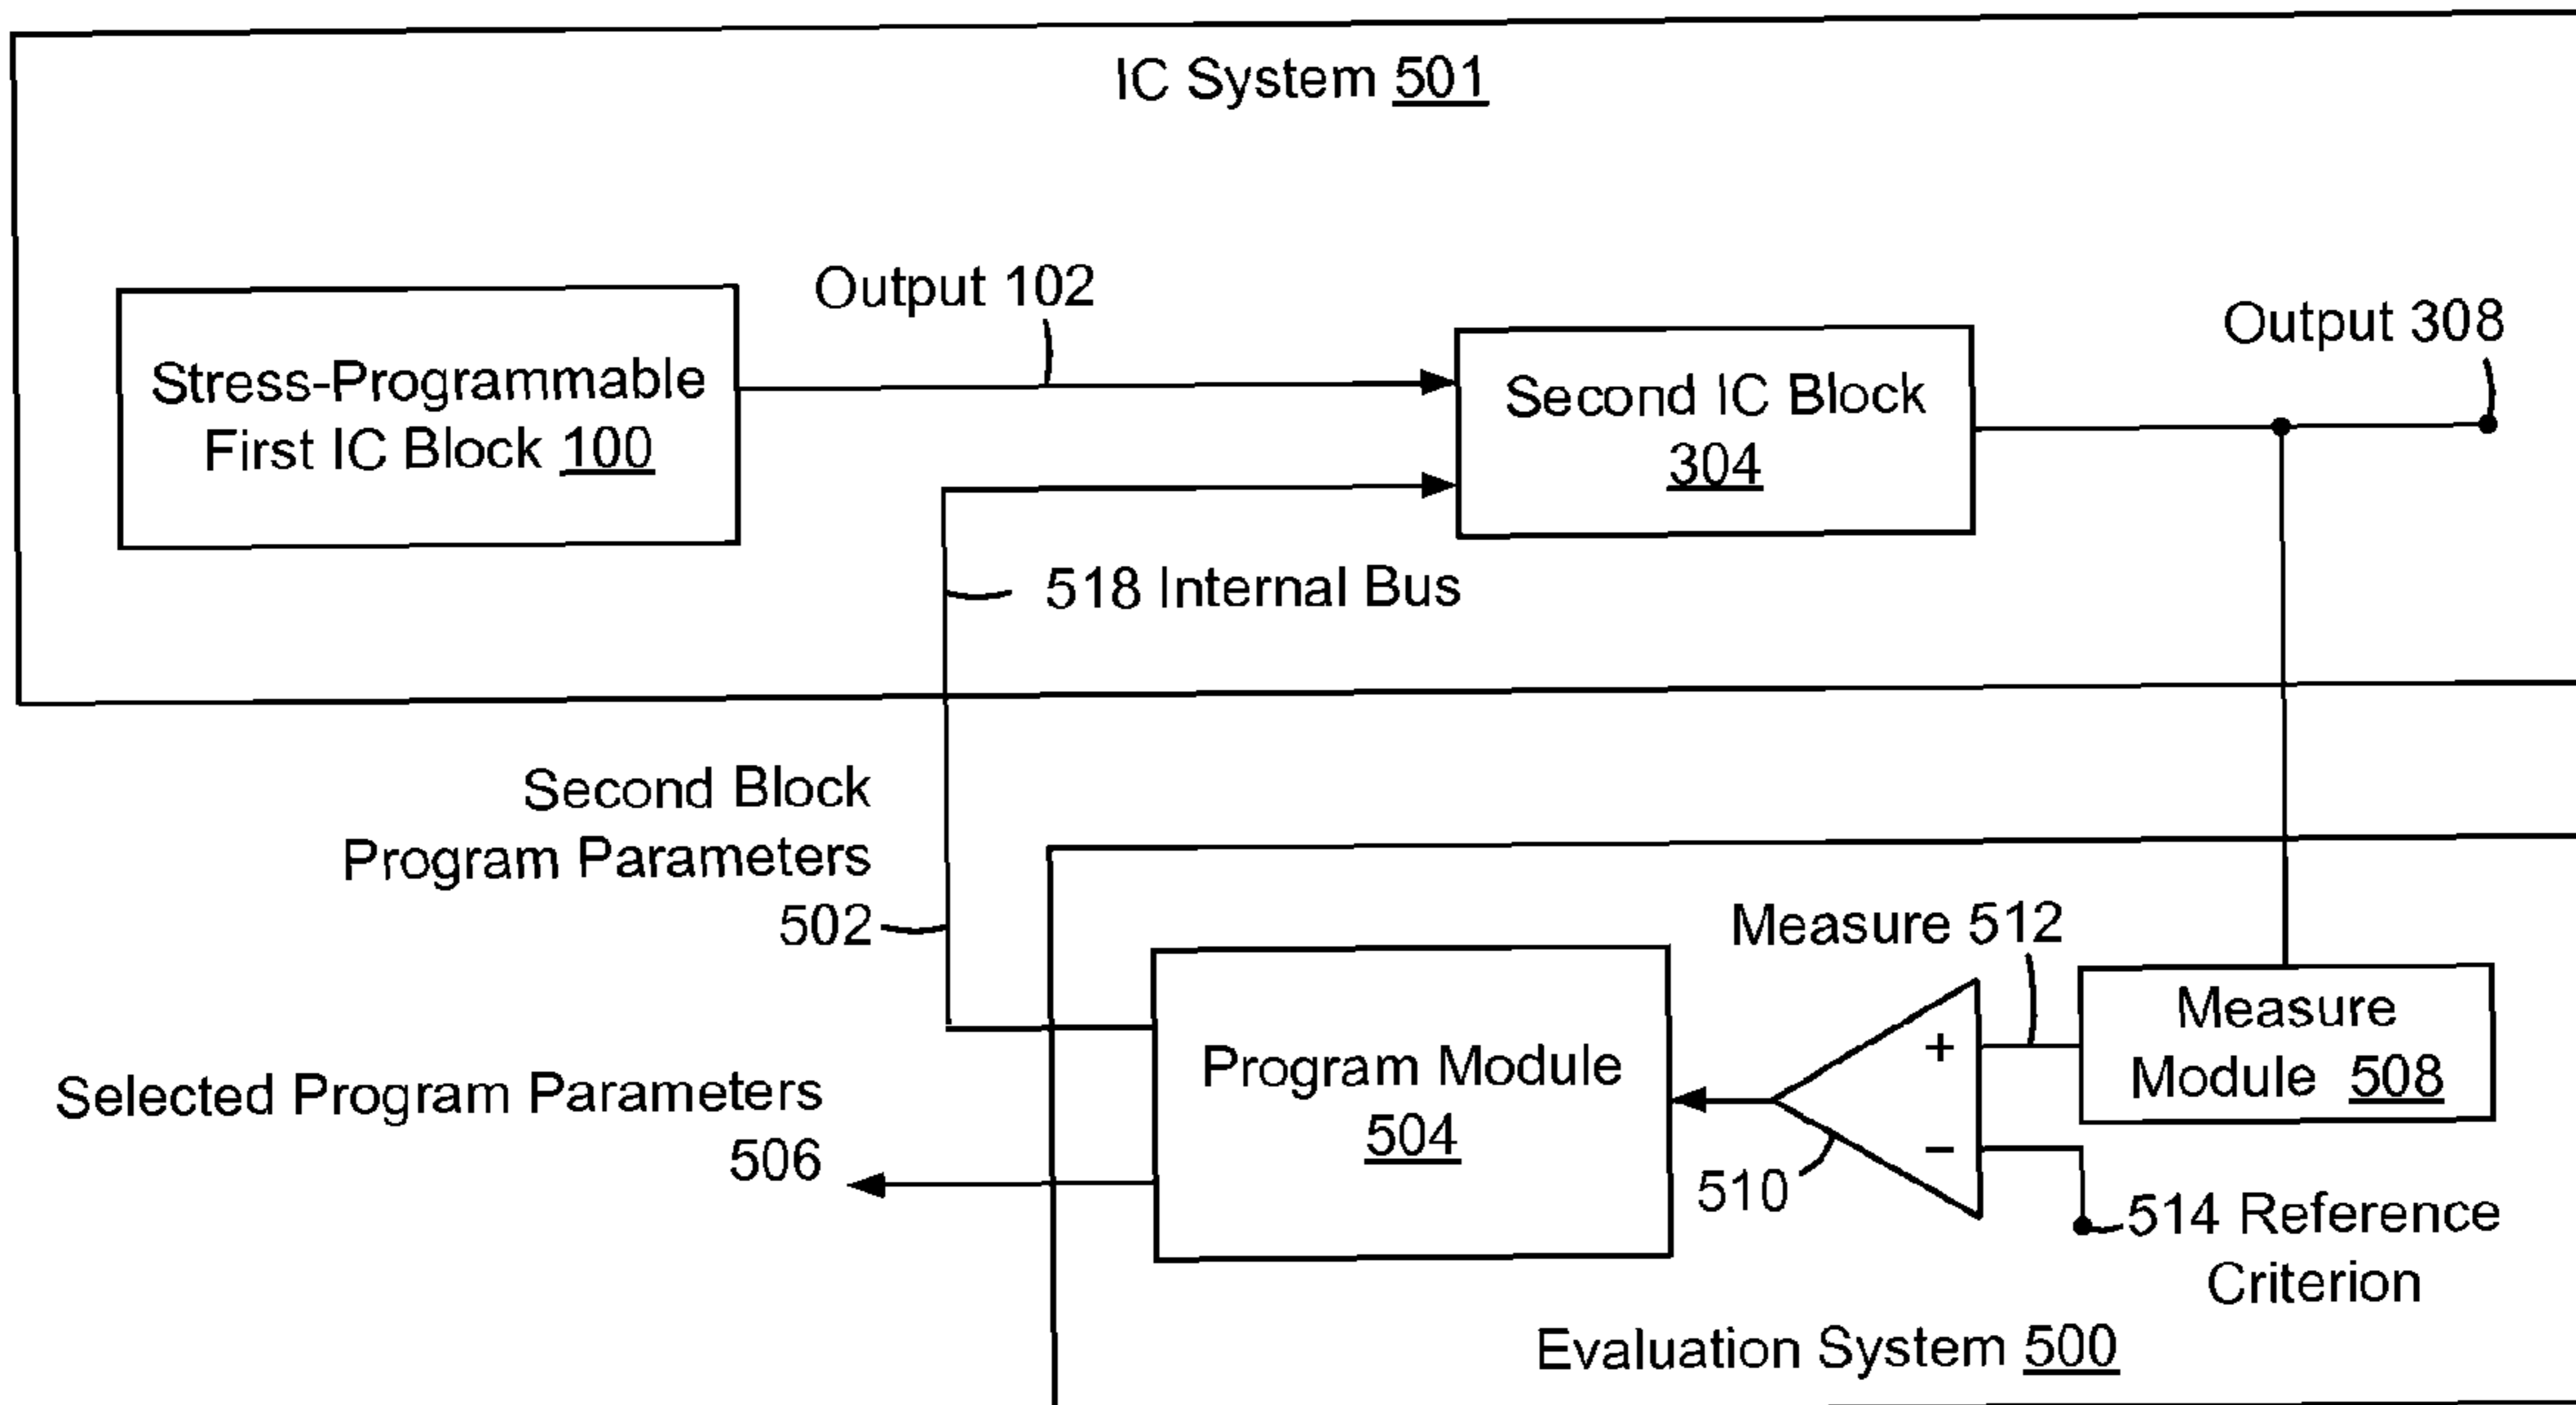 IC System 501
Output 102
Output 308
Stress-Programmable
First IC Block 100
Second IC Block
304
518 Internal Bus
Second Block
Program Parameters
502
Measure 512
Measure
Module 508
+
Program Module
504
Selected Program Parameters
506
−
510
514 Reference
Criterion
Evaluation System 500